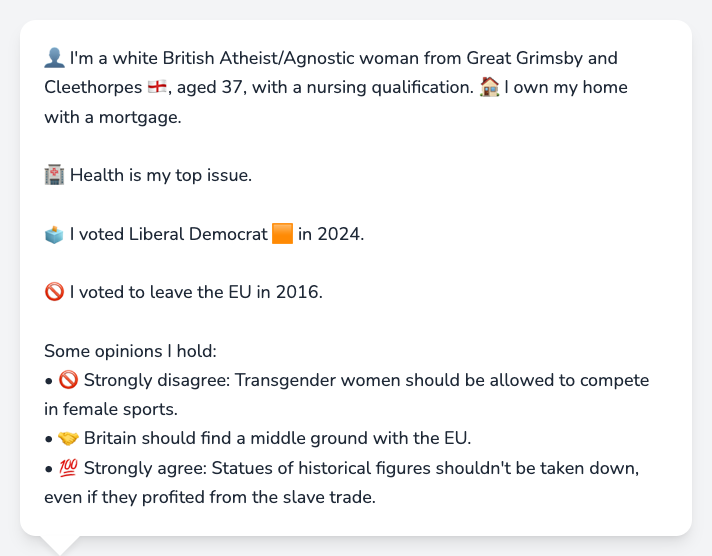 👤 I'm a white British Atheist/Agnostic woman from Great Grimsby and
Cleethorpes 🏴󠁧󠁢󠁥󠁮󠁧󠁿, aged 37, with a nursing qualification. 🏠 I own my home
with a mortgage.
🏥 Health is my top issue.
🗳️ I voted Liberal Democrat 🟧 in 2024.
🚫 I voted to leave the EU in 2016.
Some opinions I hold:
• 🚫 Strongly disagree: Transgender women should be allowed to compete
in female sports.
• 🤝 Britain should find a middle ground with the EU.
• 💯 Strongly agree: Statues of historical figures shouldn't be taken down,
even if they profited from the slave trade.